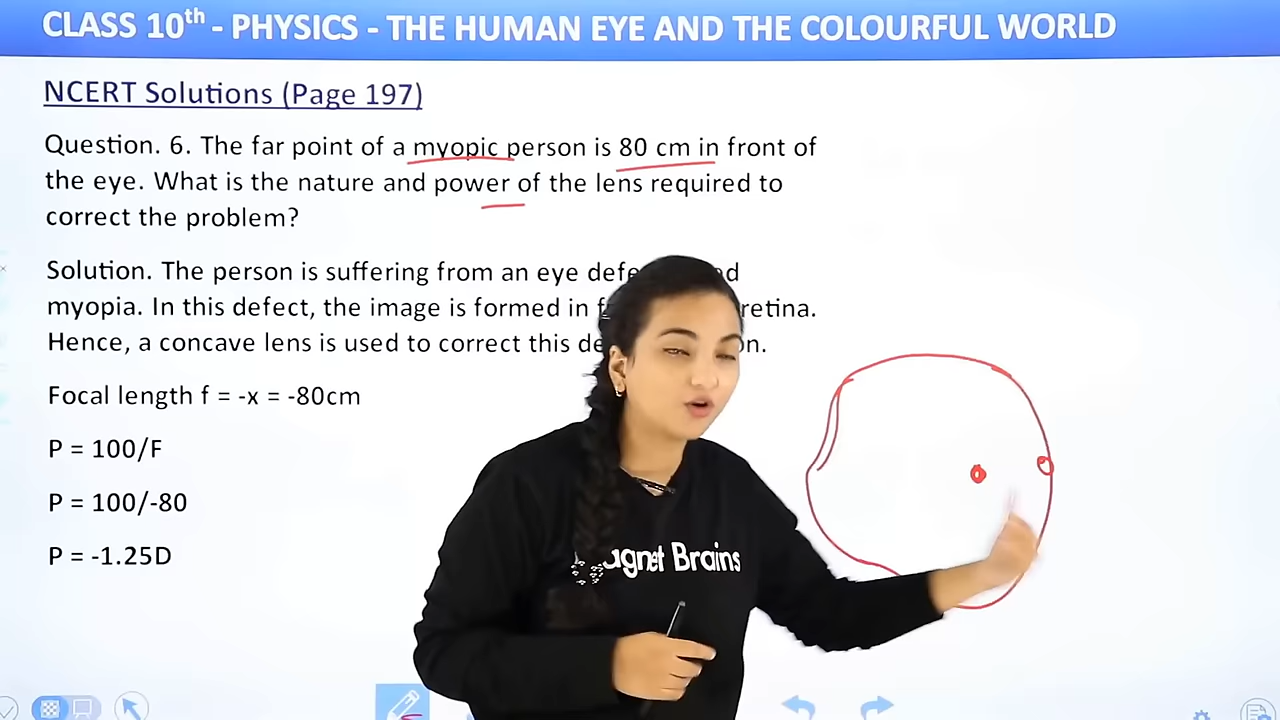 CLASS 10th - PHYSICS - THE HUMAN EYE AND THE COLOURFUL WORLD
NCERT Solutions (Page 197)
Question. 6. The far point of a myopic person is 80 cm in front of
the eye. What is the nature and power of the lens required to
correct the problem?
Solution. The person is suffering from an eye
myopia. In this defect, the image is formed in retina.
Hence, a concave lens is used to correct this
Focal length f = -x = -80cm
P = 100/F
P = 100/-80
P = -1.25D
Brains